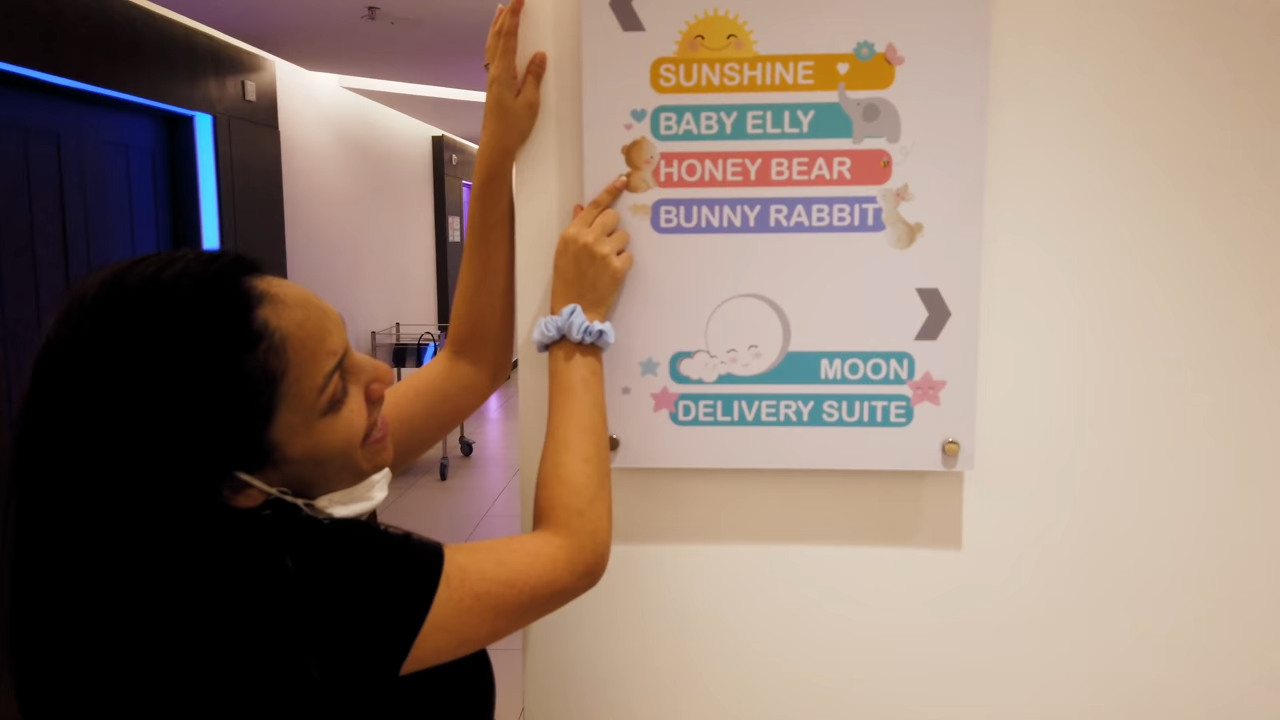 SUNSHINE
BABY ELLY
HONEY BEAR
BUNNY RABBIT
MOON
DELIVERY SUITE